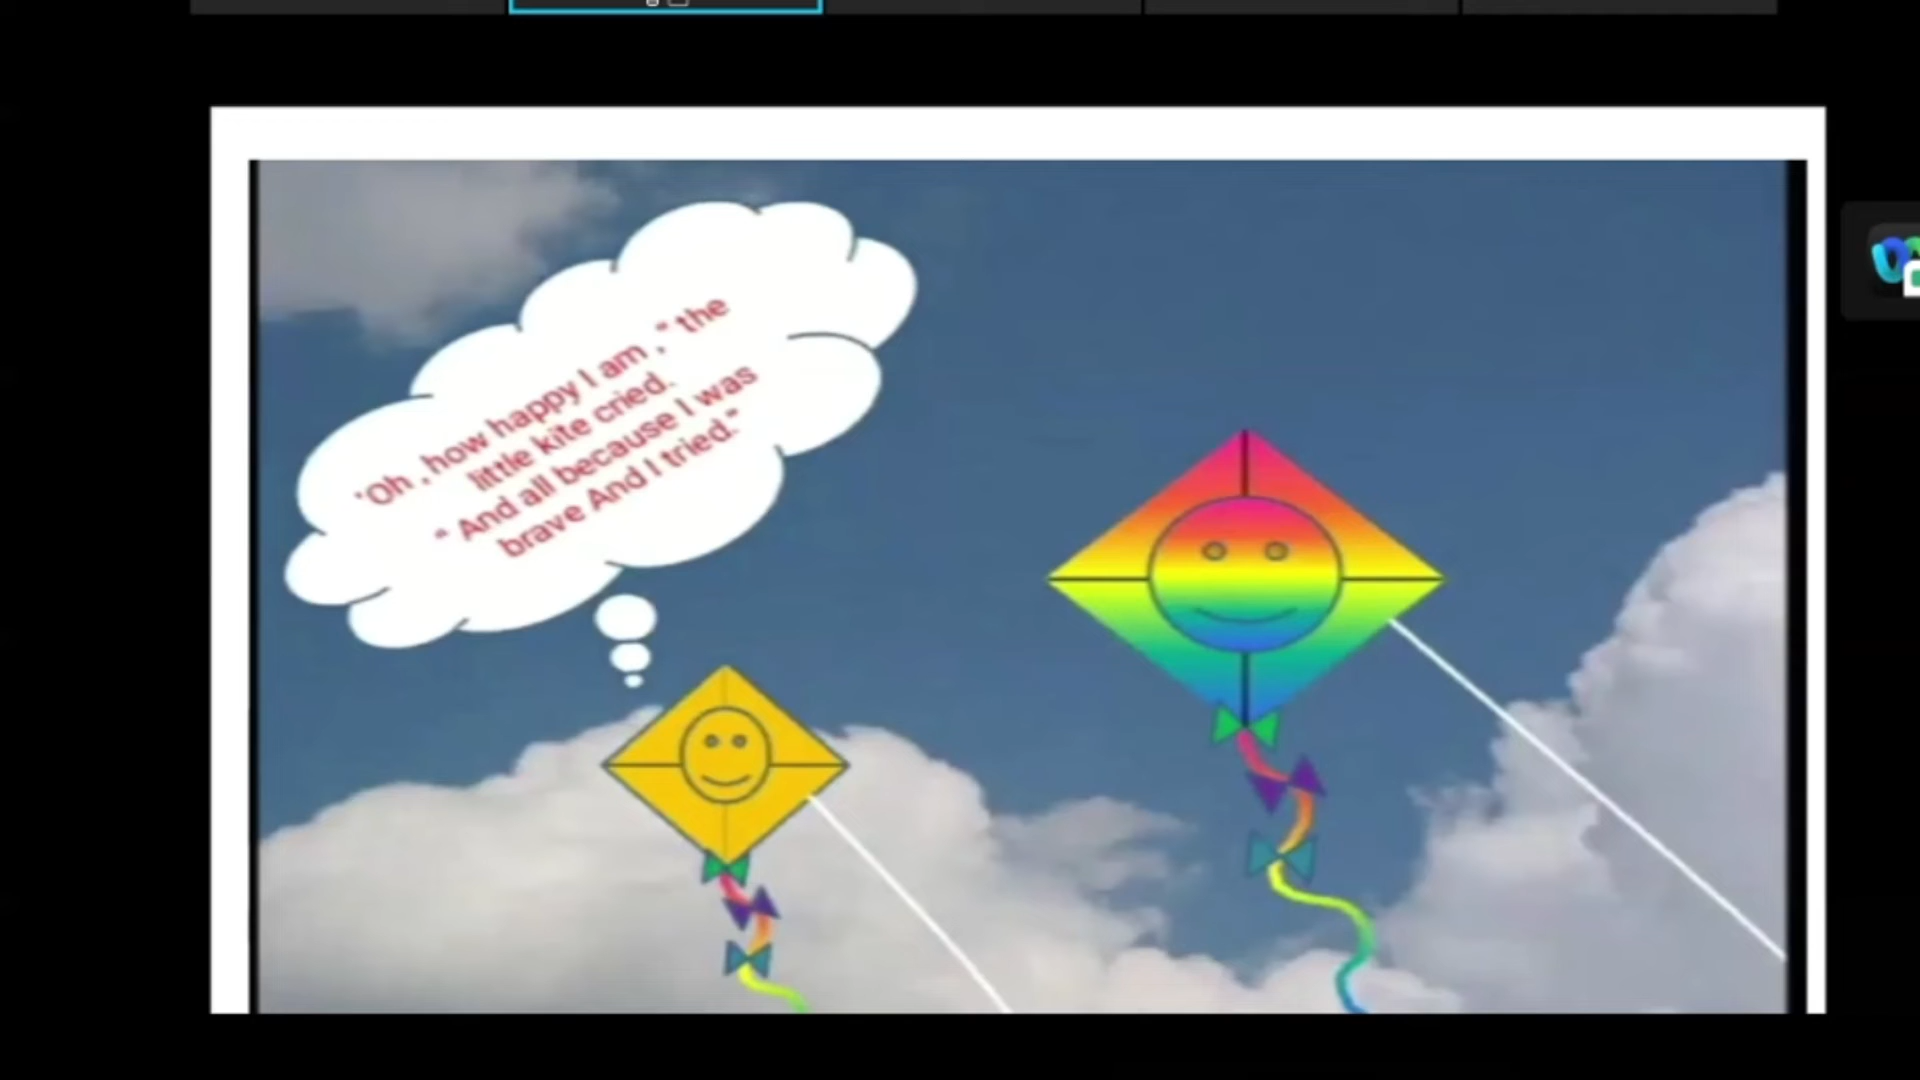 'Oh , how happy I am ," the
little kite cried.
" And all because I was
brave And I tried."